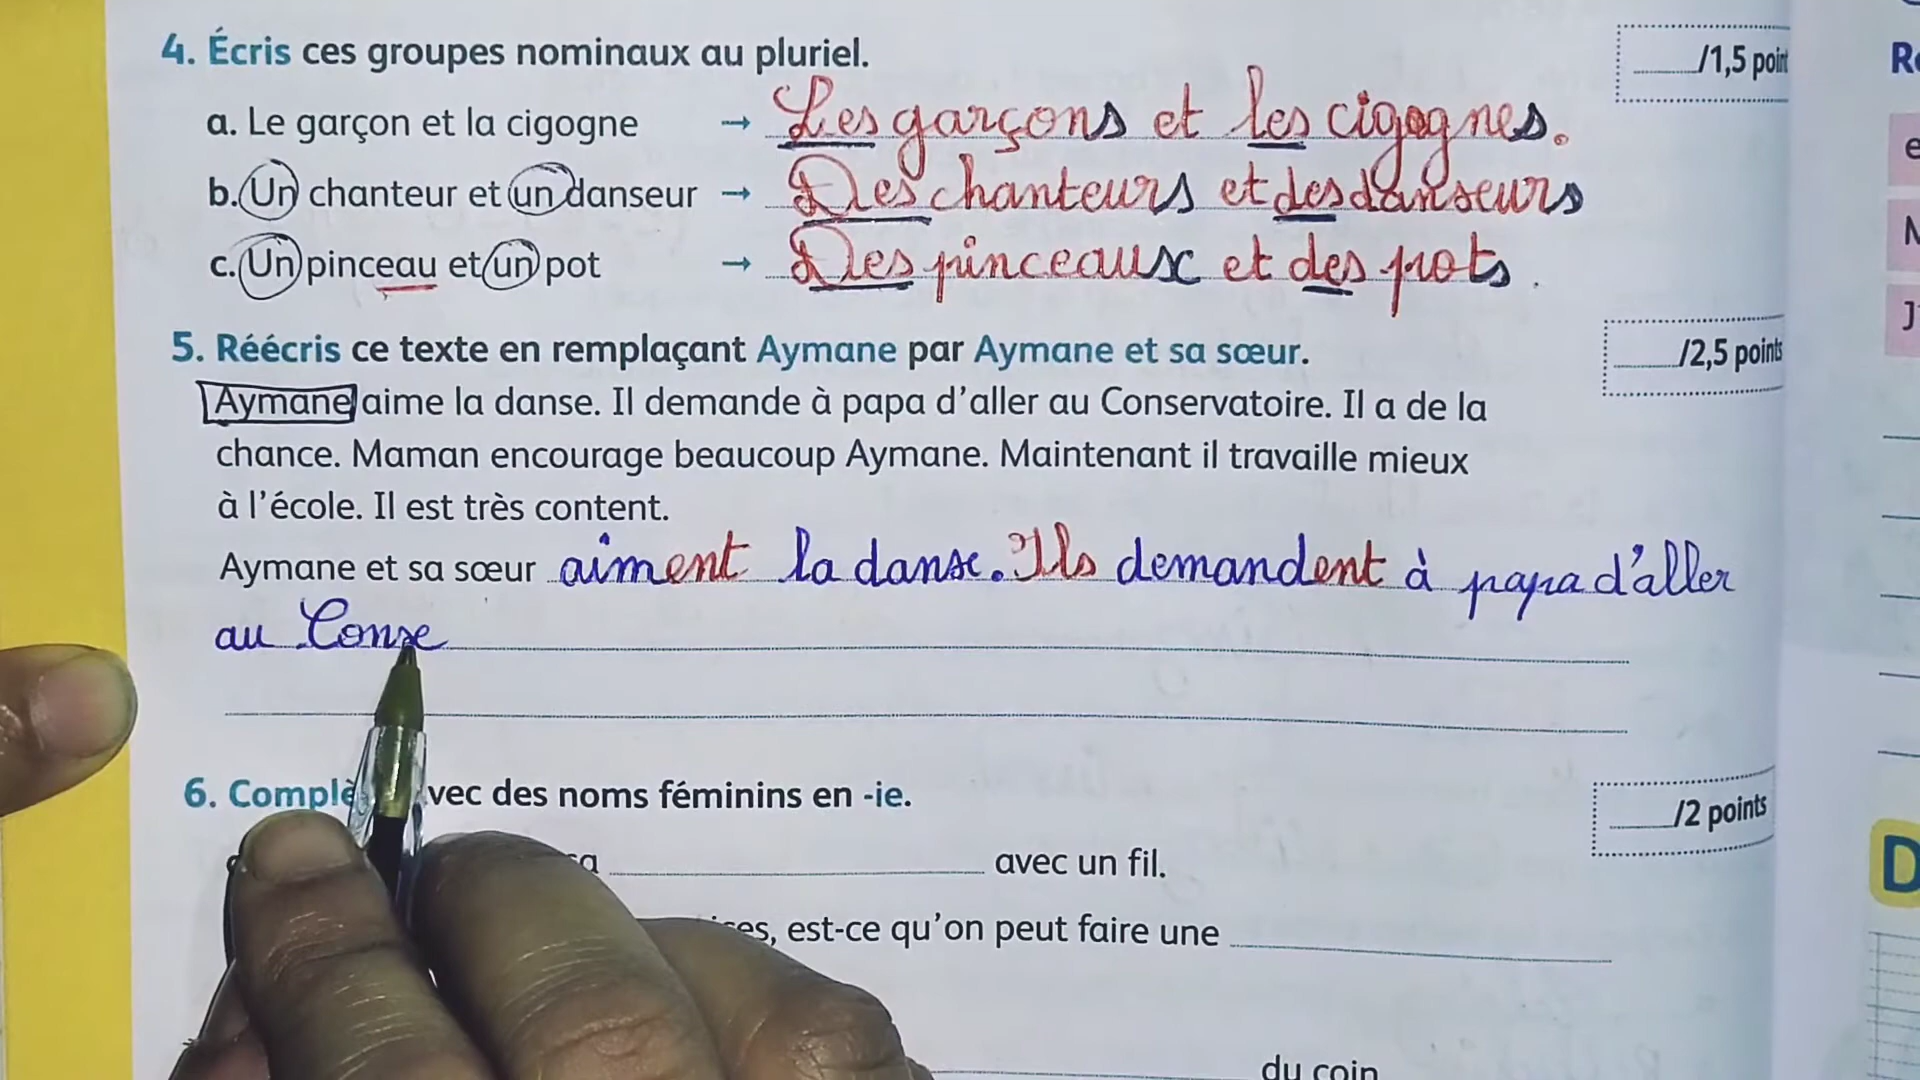 4. Écris ces groupes nominaux au pluriel.
/1,5 point
a. Le garçon et la cigogne → Les garçons et les cigognes.
b. Un chanteur et un danseur → Des chanteurs et des danseurs
c. Un pinceau et un pot → Des pinceaux et des pots.
5. Réécris ce texte en remplaçant Aymane par Aymane et sa sœur.
/2,5 points
Aymane aime la danse. Il demande à papa d'aller au Conservatoire. Il a de la
chance. Maman encourage beaucoup Aymane. Maintenant il travaille mieux
à l'école. Il est très content.
Aymane et sa sœur aiment la danse. Ils demandent à papa d'aller
au Conse
6. Complè vec des noms féminins en -ie.
/2 points
avec un fil.
est-ce qu'on peut faire une
du coin
D